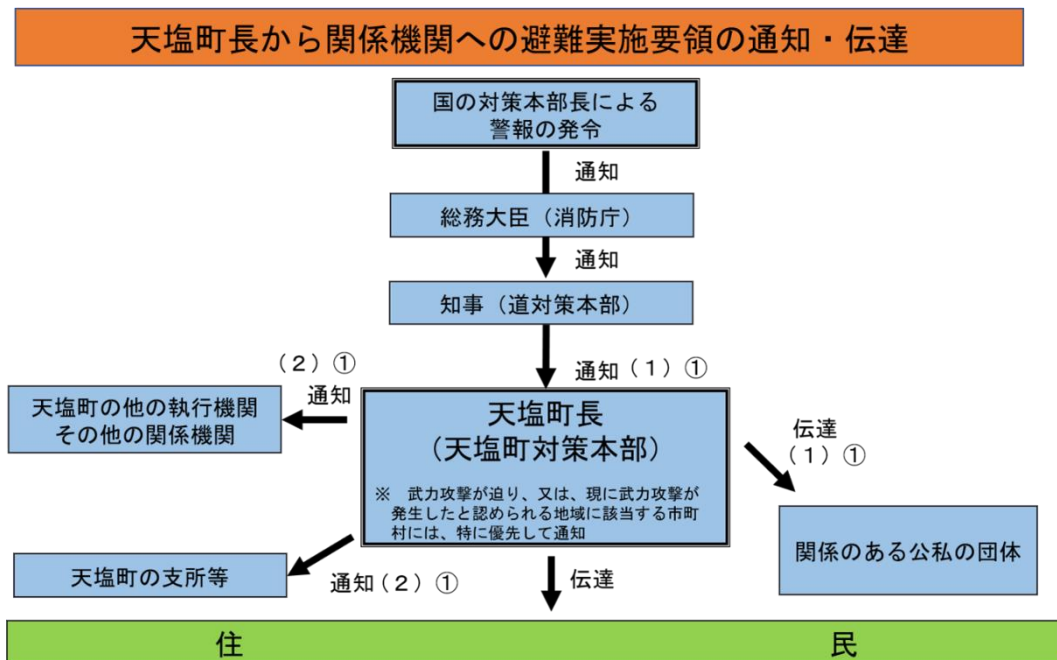 天塩町長から関係機関への避難実施要領の通知・伝達
国の対策本部長による
警報の発令
通知
総務大臣（消防庁）
通知
知事（道対策本部）
通知（１）①
（２）①
通知
天塩町の他の執行機関
その他の関係機関
天塩町長
（天塩町対策本部）
※　武力攻撃が迫り、又は、現に武力攻撃が
発生したと認められる地域に該当する市町
村には、特に優先して通知
伝達
（１）①
関係のある公私の団体
天塩町の支所等
通知（２）①
伝達
住　民